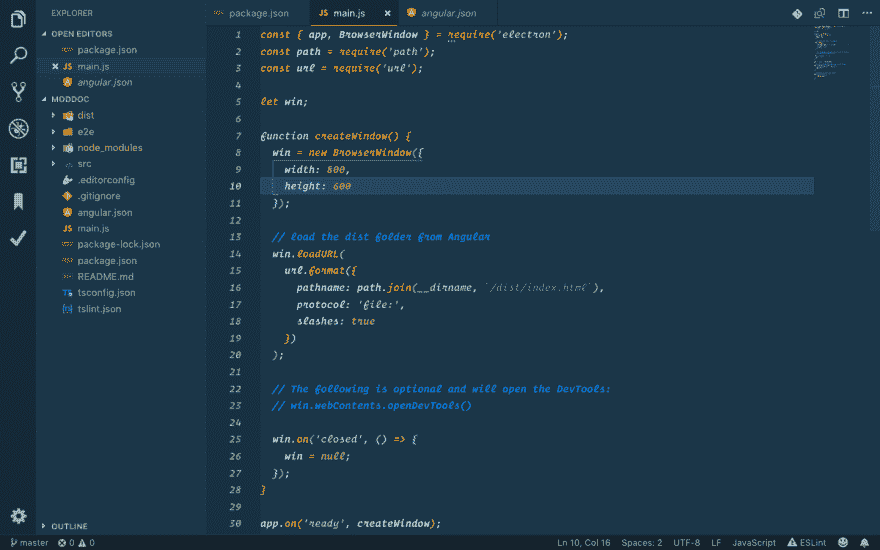 EXPLORER
OPEN EDITORS
package.json
JS main.js
angular.json
MODDOC
dist
e2e
node_modules
src
.editorconfig
.gitignore
angular.json
JS main.js
package-lock.json
package.json
README.md
tsconfig.json
tslint.json
OUTLINE
package.json JS main.js × angular.json
1 const { app, BrowserWindow } = require('electron');
2 const path = require('path');
3 const url = require('url');
4
5 let win;
6
7 function createWindow() {
8 win = new BrowserWindow({
9 width: 800,
10 height: 600
11 });
12
13 // load the dist folder from Angular
14 win.loadURL(
15 url.format({
16 pathname: path.join(__dirname, `/dist/index.html`),
17 protocol: 'file:',
18 slashes: true
19 })
20 );
21
22 // The following is optional and will open the DevTools:
23 // win.webContents.openDevTools()
24
25 win.on('closed', () => {
26 win = null;
27 });
28 }
29
30 app.on('ready', createWindow);
master 0 0 Ln 10, Col 16 Spaces: 2 UTF-8 LF JavaScript ESLint